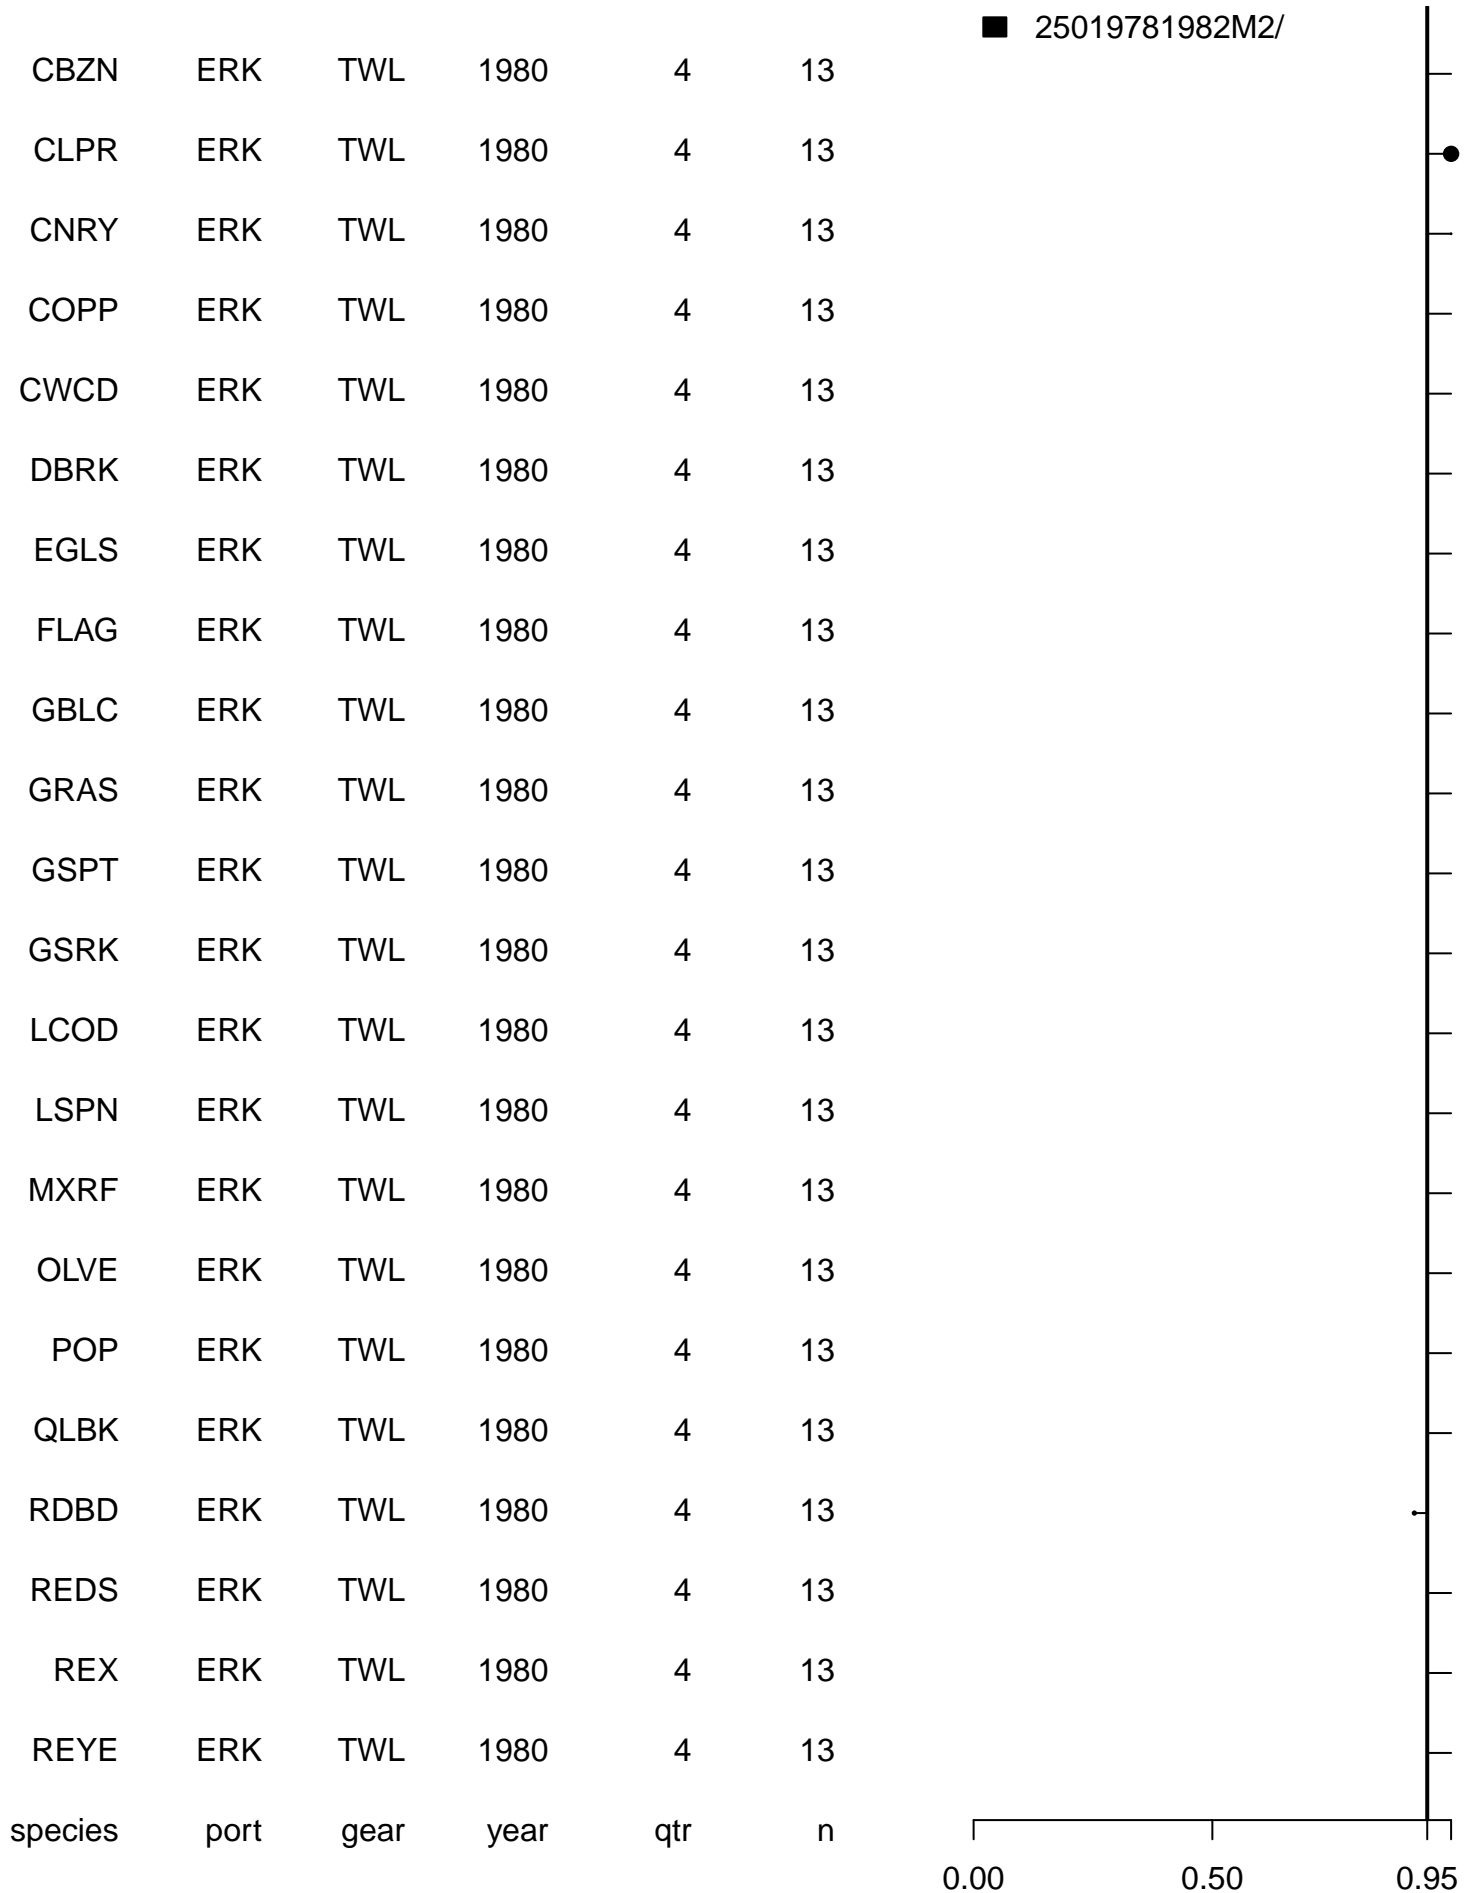 25019781982M2/
CBZN ERK TWL 1980 4 13
CLPR ERK TWL 1980 4 13
CNRY ERK TWL 1980 4 13
COPP ERK TWL 1980 4 13
CWCD ERK TWL 1980 4 13
DBRK ERK TWL 1980 4 13
EGLS ERK TWL 1980 4 13
FLAG ERK TWL 1980 4 13
GBLC ERK TWL 1980 4 13
GRAS ERK TWL 1980 4 13
GSPT ERK TWL 1980 4 13
GSRK ERK TWL 1980 4 13
LCOD ERK TWL 1980 4 13
LSPN ERK TWL 1980 4 13
MXRF ERK TWL 1980 4 13
OLVE ERK TWL 1980 4 13
POP ERK TWL 1980 4 13
QLBK ERK TWL 1980 4 13
RDBD ERK TWL 1980 4 13
REDS ERK TWL 1980 4 13
REX ERK TWL 1980 4 13
REYE ERK TWL 1980 4 13
species port gear year qtr n
0.00 0.50 0.95